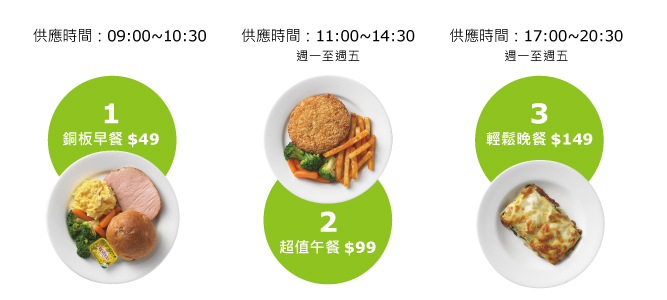 供應時間：09:00~10:30
供應時間：11:00~14:30
週一至週五
供應時間：17:00~20:30
週一至週五
1
銅板早餐 $49
2
超值午餐 $99
3
輕鬆晚餐 $149